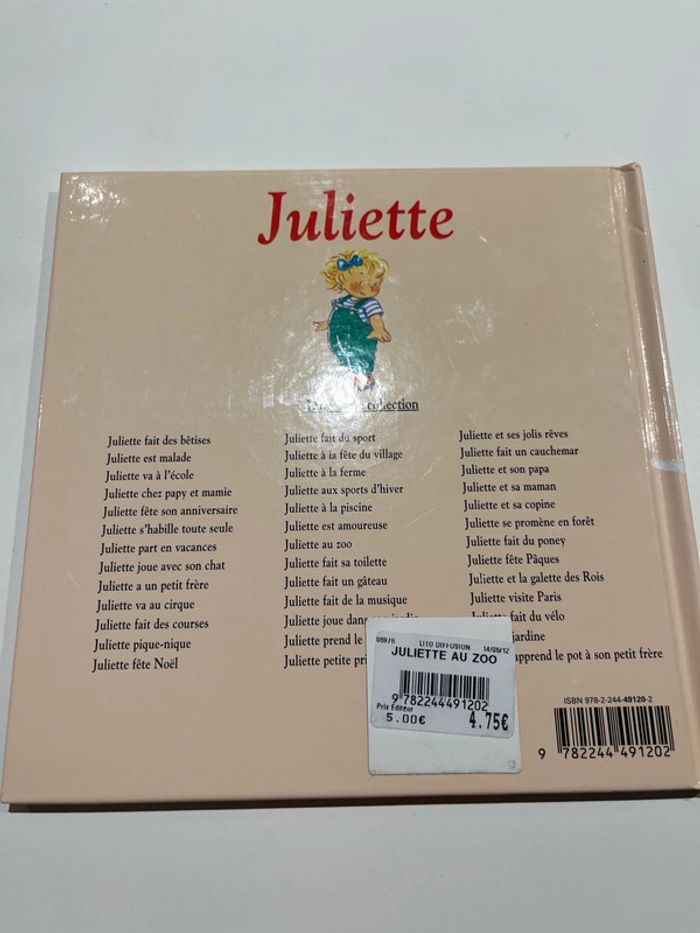 Juliette
collection
Juliette fait des bêtises
Juliette est malade
Juliette va à l'école
Juliette chez papy et mamie
Juliette fête son anniversaire
Juliette s'habille toute seule
Juliette part en vacances
Juliette joue avec son chat
Juliette a un petit frère
Juliette va au cirque
Juliette fait des courses
Juliette pique-nique
Juliette fête Noël
Juliette fait du sport
Juliette à la fête du village
Juliette à la ferme
Juliette aux sports d'hiver
Juliette à la piscine
Juliette est amoureuse
Juliette au zoo
Juliette fait sa toilette
Juliette fait un gâteau
Juliette fait de la musique
Juliette joue dans
Juliette prend le
Juliette petite
Juliette et ses jolis rêves
Juliette fait un cauchemar
Juliette et son papa
Juliette et sa maman
Juliette et sa copine
Juliette se promène en forêt
Juliette fait du poney
Juliette fête Pâques
Juliette et la galette des Rois
Juliette visite Paris
fait du vélo
jardine
apprend le pot à son petit frère
LITO DIFFUSION 14/05/12
JULIETTE AU ZOO
9 782244 491202
Prix Editeur
5.00€ 4.75€
ISBN 978-2-244-49120-2
9 782244 491202